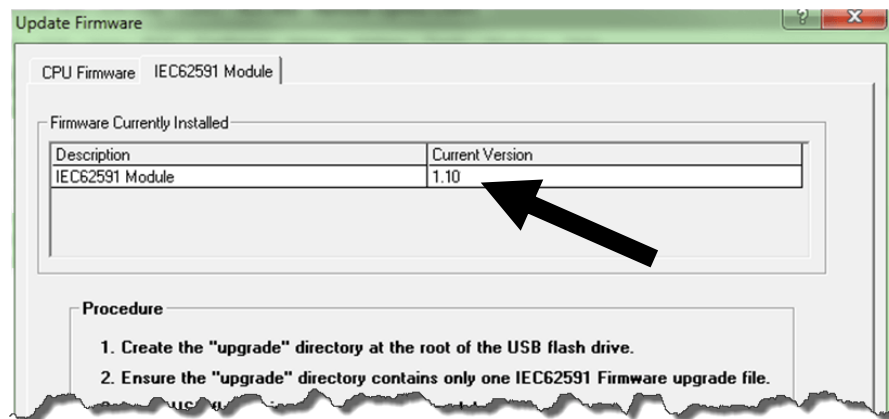 Update Firmware
CPU Firmware IEC62591 Module
Firmware Currently Installed
Description Current Version
IEC62591 Module 1.10
Procedure
1. Create the "upgrade" directory at the root of the USB flash drive.
2. Ensure the "upgrade" directory contains only one IEC62591 Firmware upgrade file.